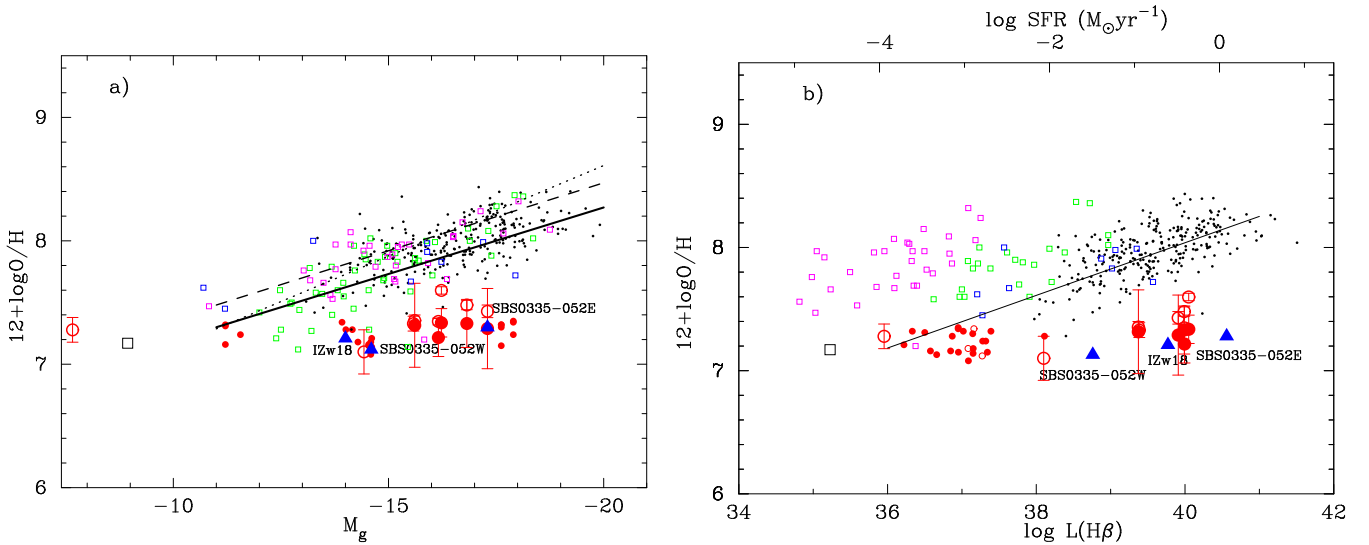 a)
12+logO/H
9
8
7
6
SBS0335-052E
IZw18
SBS0335-052W
-10
-15
-20
M_g
log SFR (M⊙yr⁻¹)
-4
-2
0
b)
12+logO/H
9
8
7
6
SBS0335-052E
IZw18
SBS0335-052W
34
36
38
40
42
log L(Hβ)